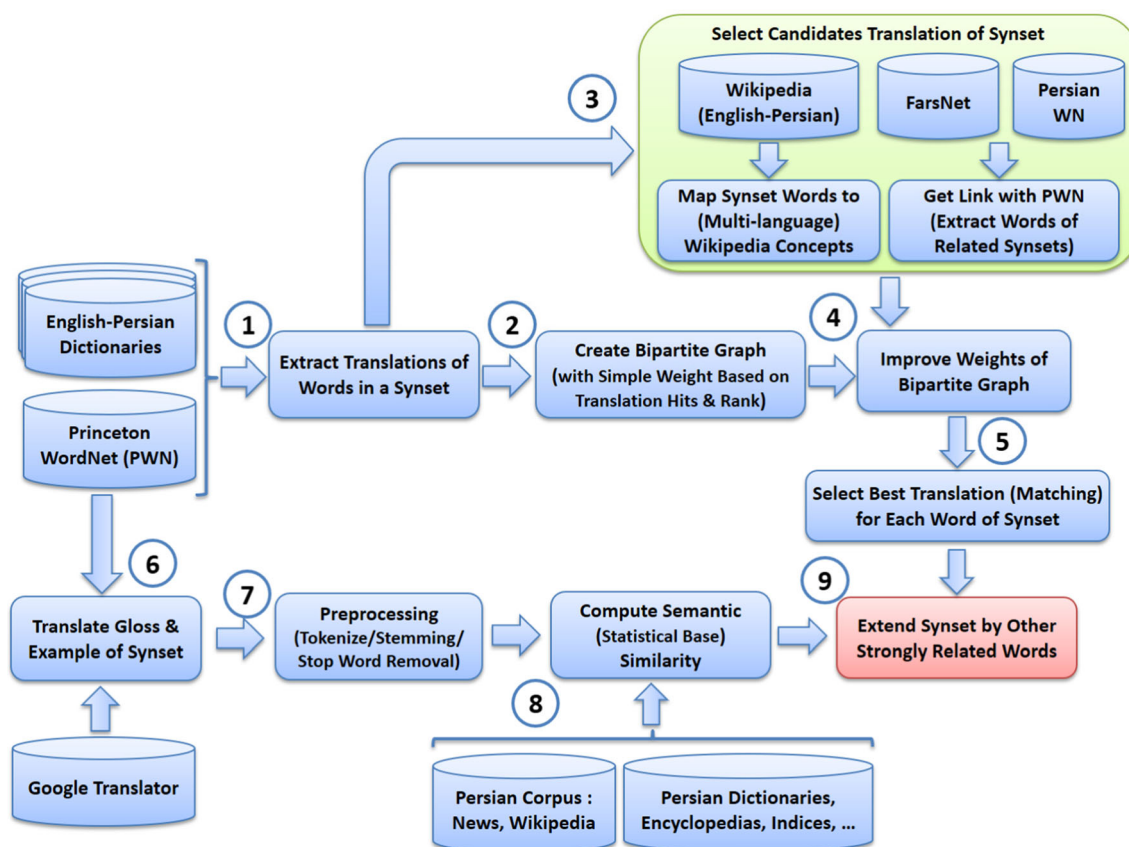 Select Candidates Translation of Synset
3
Wikipedia
(English-Persian)
FarsNet
Persian
WN
Map Synset Words to
(Multi-language)
Wikipedia Concepts
Get Link with PWN
(Extract Words of
Related Synsets)
English-Persian
Dictionaries
Princeton
WordNet (PWN)
1
Extract Translations of
Words in a Synset
2
Create Bipartite Graph
(with Simple Weight Based on
Translation Hits & Rank)
4
Improve Weights of
Bipartite Graph
5
Select Best Translation (Matching)
for Each Word of Synset
6
Translate Gloss &
Example of Synset
Google Translator
7
Preprocessing
(Tokenize/Stemming/
Stop Word Removal)
Compute Semantic
(Statistical Base)
Similarity
8
Persian Corpus :
News, Wikipedia
Persian Dictionaries,
Encyclopedias, Indices, ...
9
Extend Synset by Other
Strongly Related Words